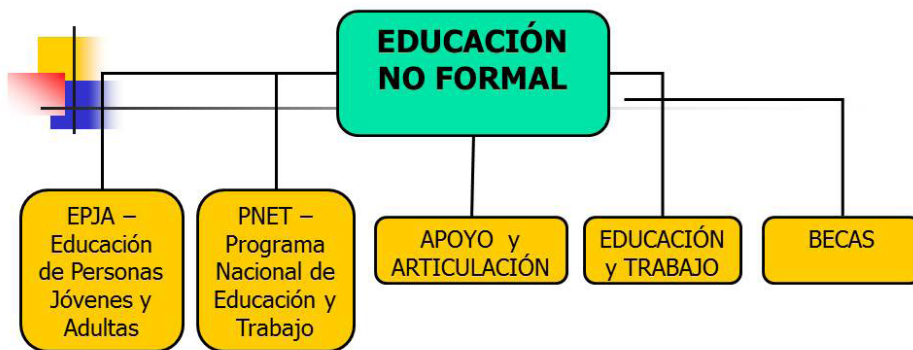 EDUCACIÓN
NO FORMAL
EPJA –
Educación
de Personas
Jóvenes y
Adultas
PNET –
Programa
Nacional de
Educación y
Trabajo
APOYO y
ARTICULACIÓN
EDUCACIÓN
y TRABAJO
BECAS